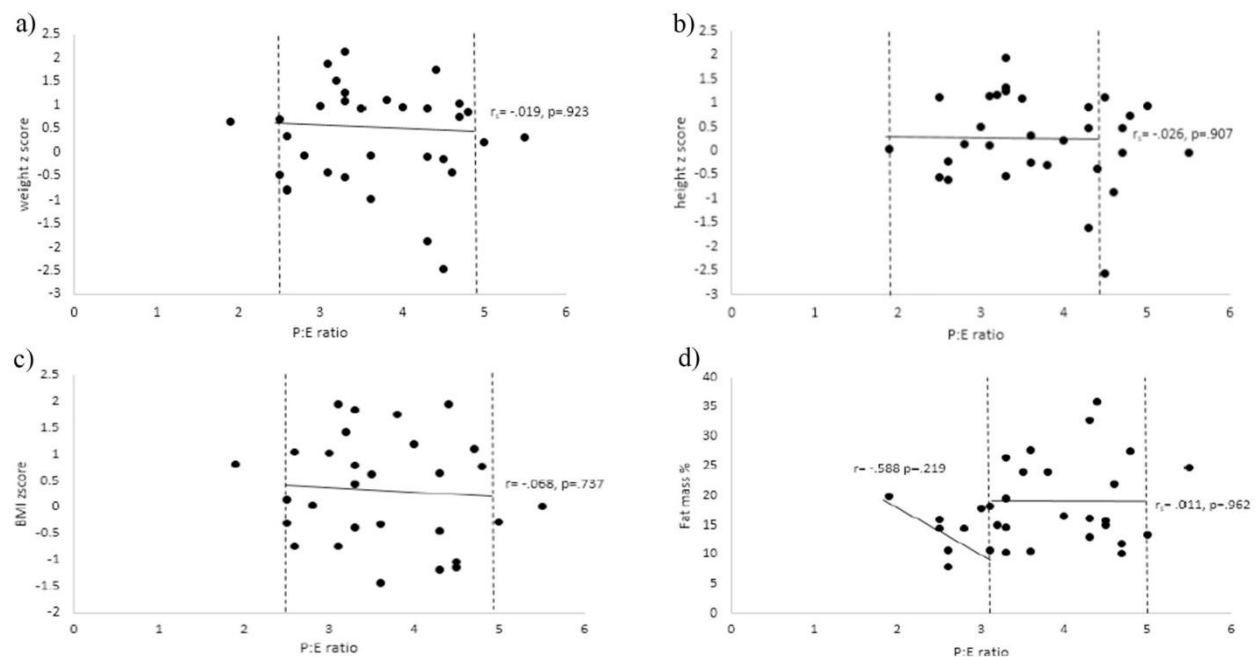 a)
2.5
2
1.5
1
0.5
0
-0.5
-1
-1.5
-2
-2.5
-3
weight z score
rs= -.019, p=.923
0 1 2 3 4 5 6
P:E ratio
b)
2.5
2
1.5
1
0.5
0
-0.5
-1
-1.5
-2
-2.5
-3
height z score
rs= -.026, p=.907
0 1 2 3 4 5 6
P:E ratio
c)
2.5
2
1.5
1
0.5
0
-0.5
-1
-1.5
-2
BMI zscore
r= -.068, p=.737
0 1 2 3 4 5 6
P:E ratio
d)
40
35
30
25
20
15
10
5
0
Fat mass %
r= -.588 p=.219
rs= .011, p=.962
0 1 2 3 4 5 6
P:E ratio